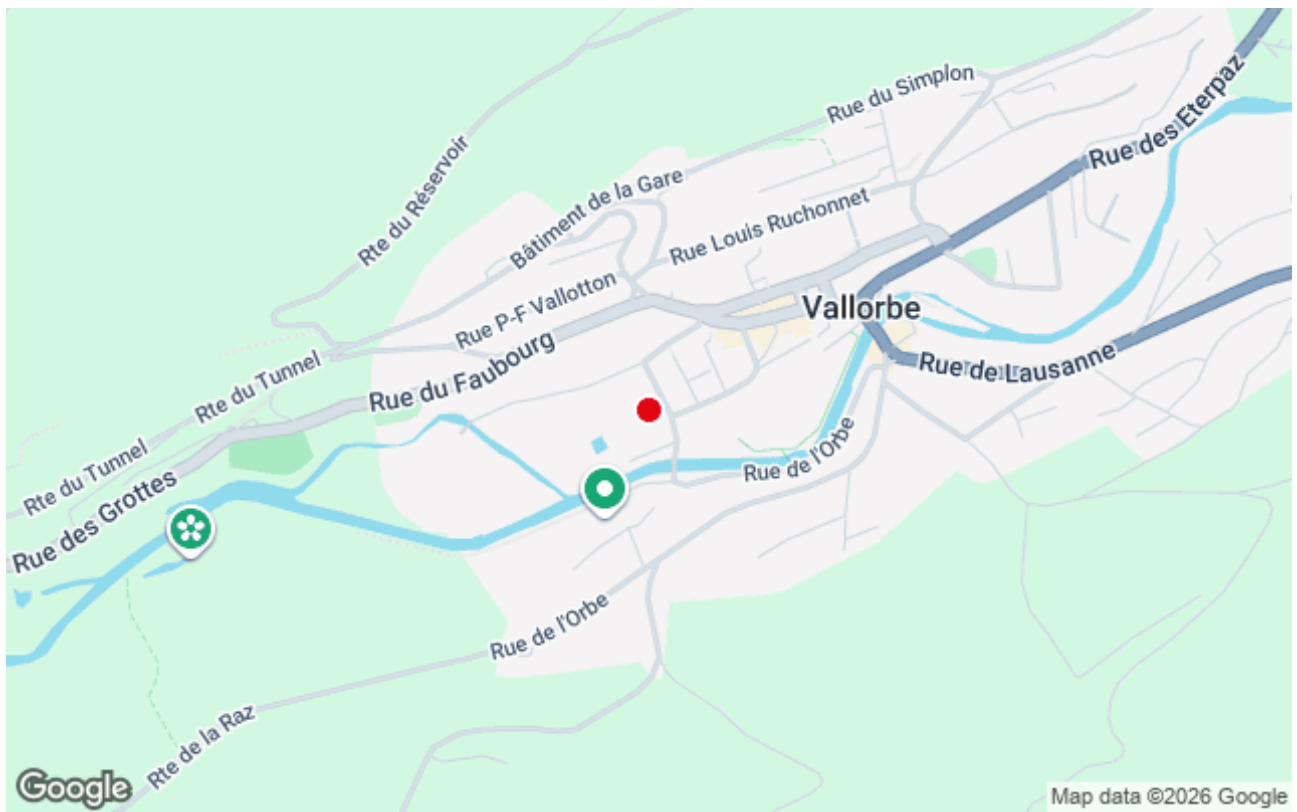 Rue du Simplon
Rue des Eterpaz
Rte du Réservoir
Bâtiment de la Gare
Rue Louis Ruchonnet
Rue P-F Vallotton
Vallorbe
Rue du Faubourg
Rue de Lausanne
Rte du Tunnel
Rte du Tunnel
Rue des Grottes
Rue de l'Orbe
Rue de l'Orbe
Rte de la Raz
Google
Map data ©2026 Google